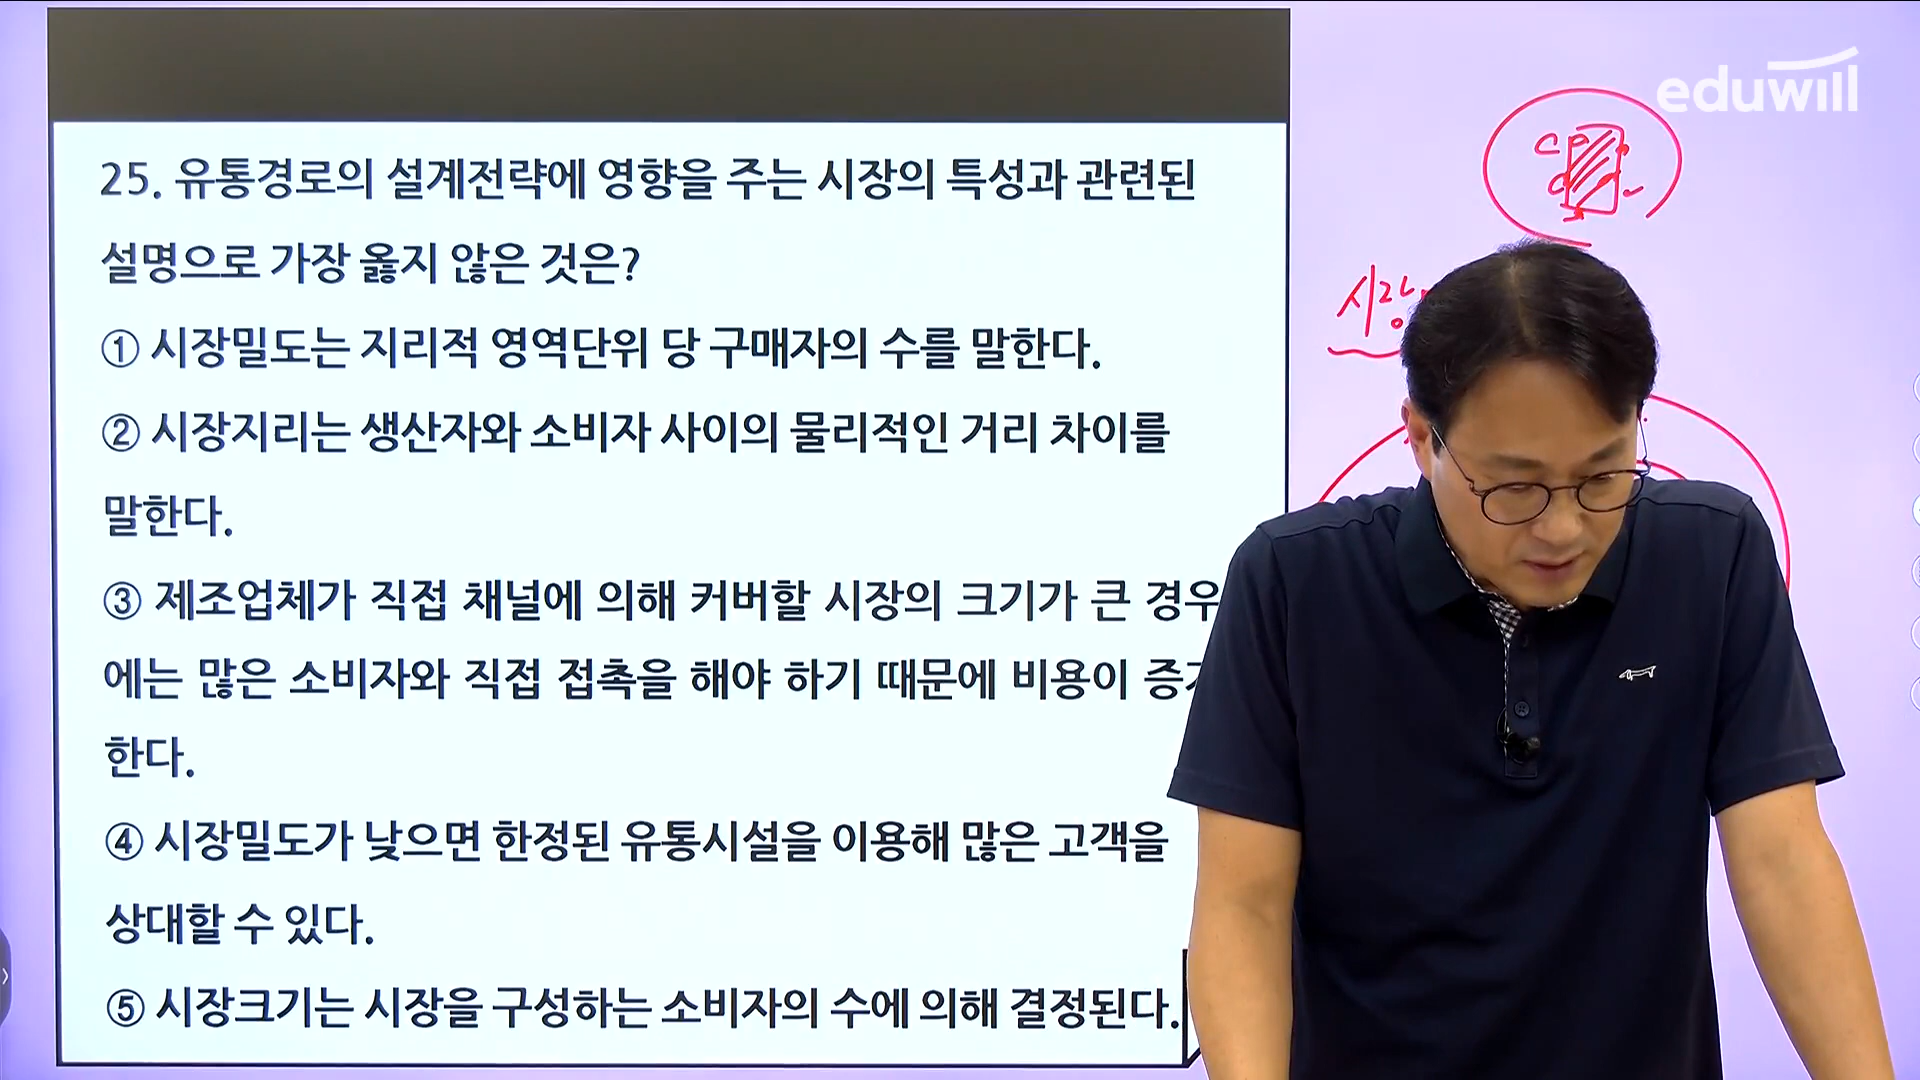 eduwill
25. 유통경로의 설계전략에 영향을 주는 시장의 특성과 관련된
설명으로 가장 옳지 않은 것은?
① 시장밀도는 지리적 영역단위 당 구매자의 수를 말한다.
② 시장지리는 생산자와 소비자 사이의 물리적인 거리 차이를
말한다.
③ 제조업체가 직접 채널에 의해 커버할 시장의 크기가 큰 경우
에는 많은 소비자와 직접 접촉을 해야 하기 때문에 비용이
한다.
④ 시장밀도가 낮으면 한정된 유통시설을 이용해 많은 고객을
상대할 수 있다.
⑤ 시장크기는 시장을 구성하는 소비자의 수에 의해 결정된다.
시장